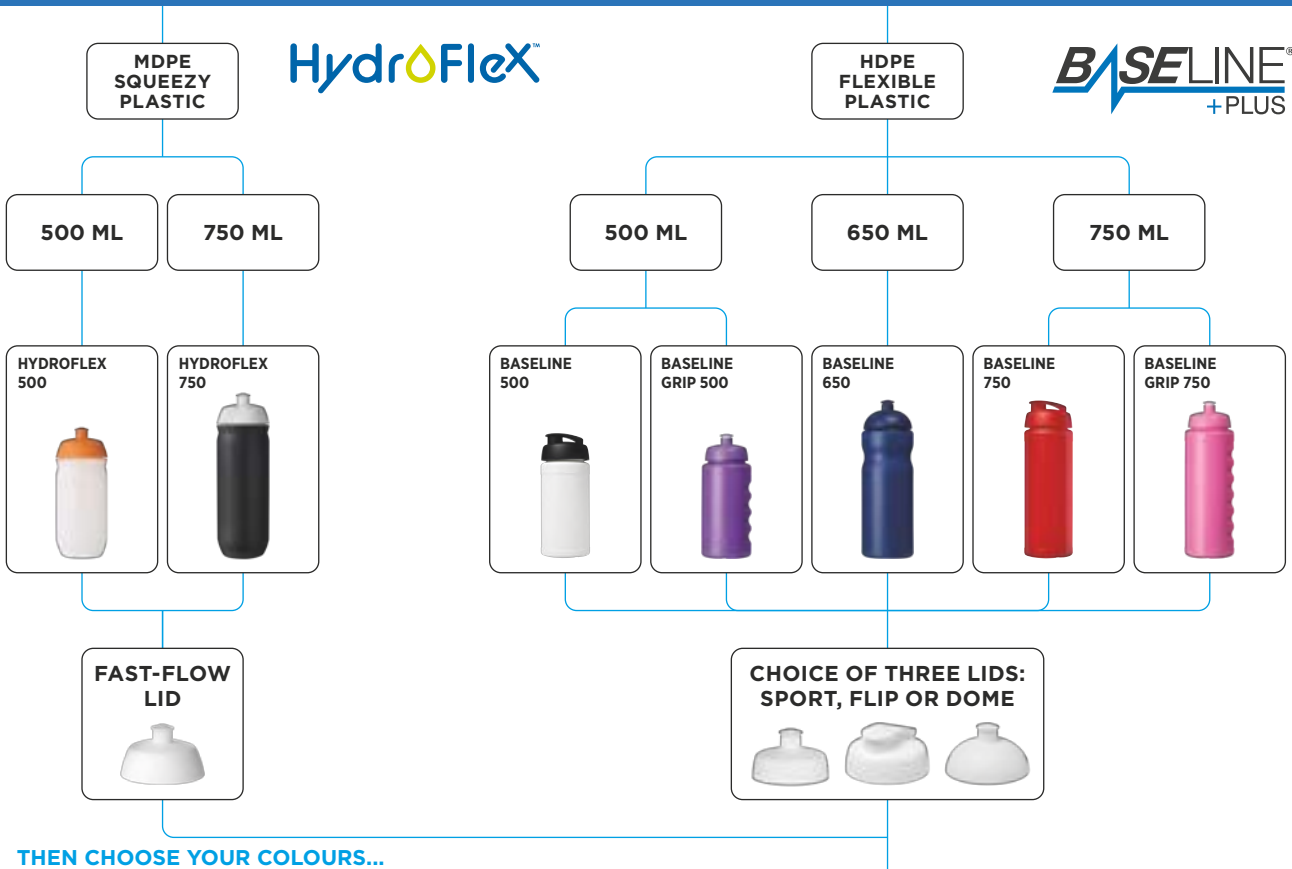 MDPE
SQUEEZY
PLASTIC
HydroFleX™
HDPE
FLEXIBLE
PLASTIC
BASELINE®
+PLUS
500 ML
750 ML
500 ML
650 ML
750 ML
HYDROFLEX
500
HYDROFLEX
750
BASELINE
500
BASELINE
GRIP 500
BASELINE
650
BASELINE
750
BASELINE
GRIP 750
FAST-FLOW
LID
CHOICE OF THREE LIDS:
SPORT, FLIP OR DOME
THEN CHOOSE YOUR COLOURS...